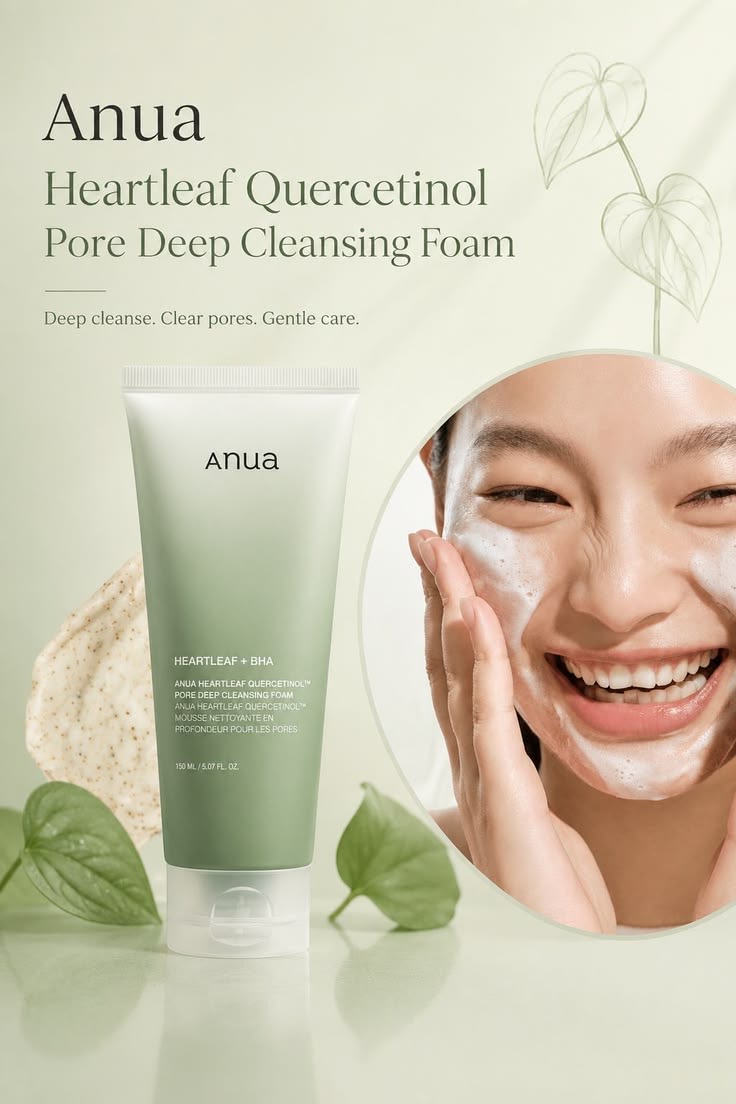 Anua
Heartleaf Quercetinol
Pore Deep Cleansing Foam
Deep cleanse. Clear pores. Gentle care.
Anua
HEARTLEAF + BHA
ANUA HEARTLEAF QUERCETINOL™
PORE DEEP CLEANSING FOAM
ANUA HEARTLEAF QUERCETINOL™
MOUSSE NETTOYANTE EN
PROFONDEUR POUR LES PORES
150 ML / 5.07 FL. OZ.